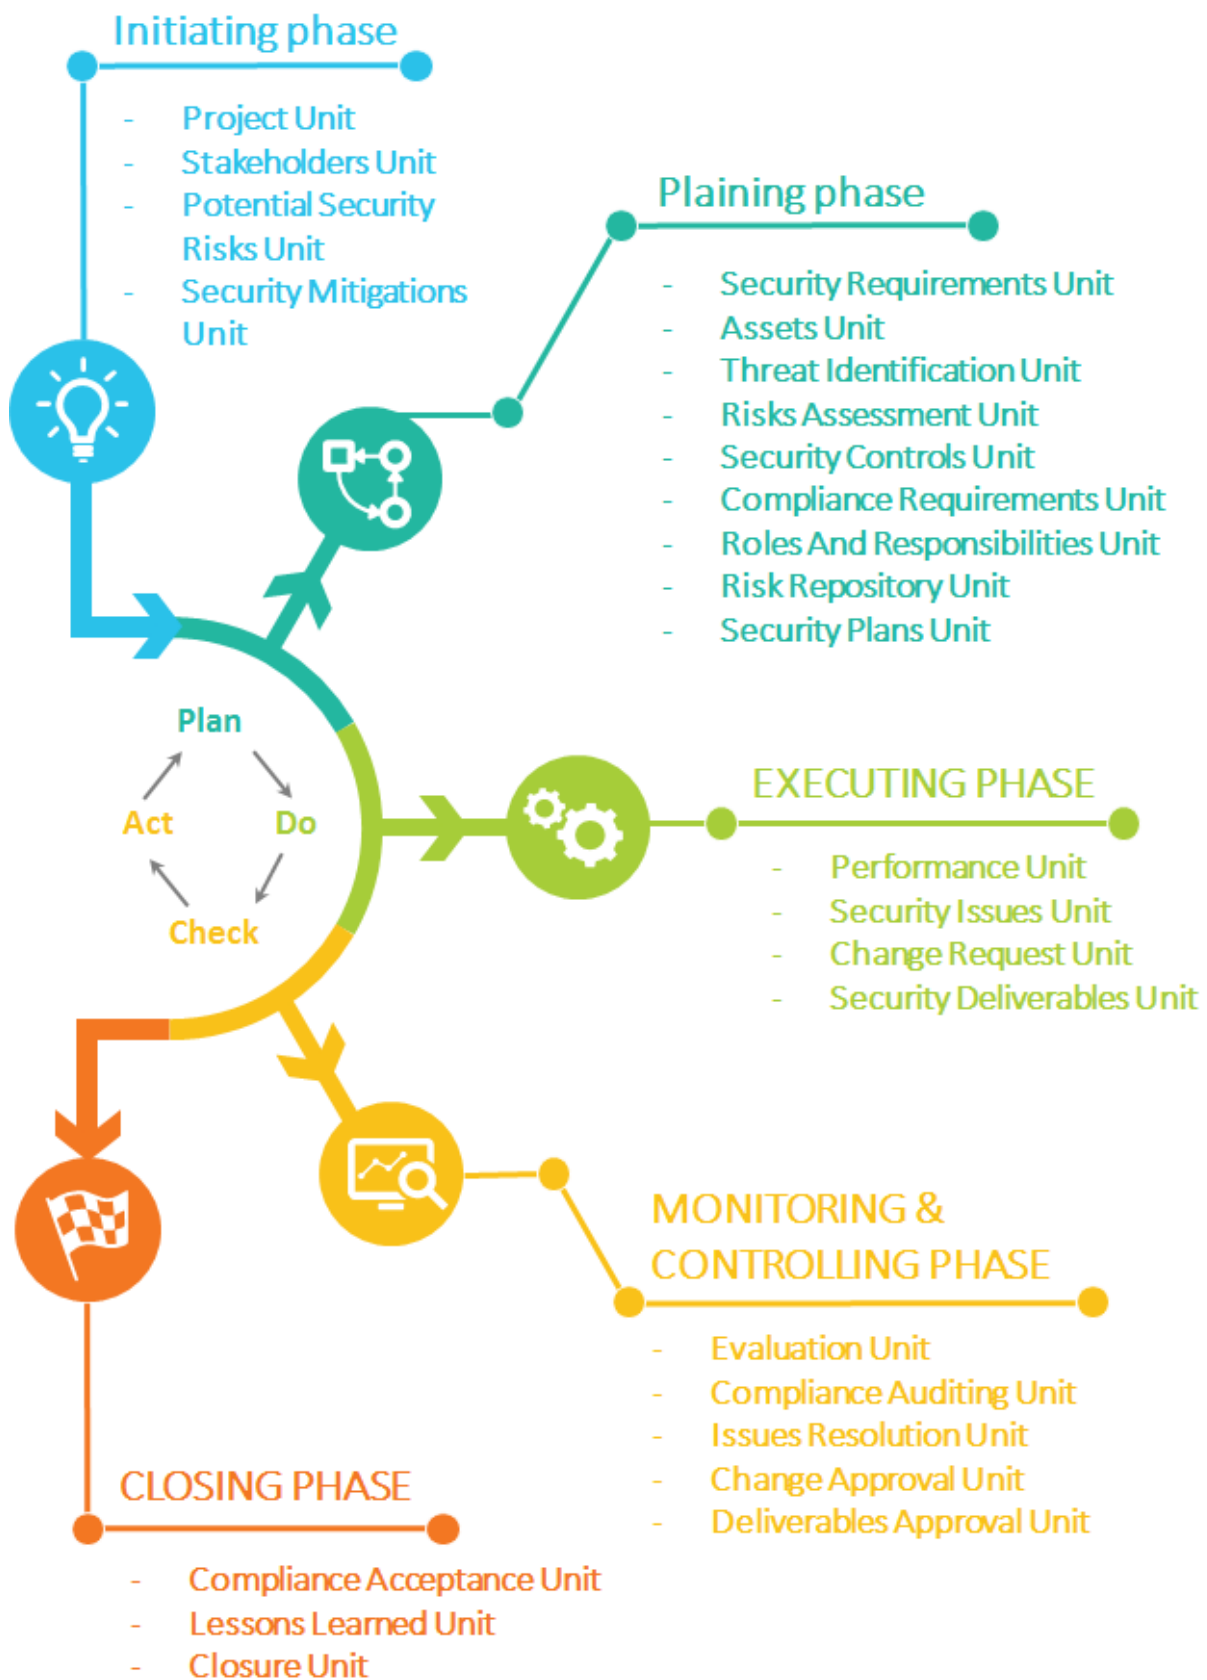 Initiating phase
- Project Unit
- Stakeholders Unit
- Potential Security
Risks Unit
- Security Mitigations
Unit
Plaining phase
- Security Requirements Unit
- Assets Unit
- Threat Identification Unit
- Risks Assessment Unit
- Security Controls Unit
- Compliance Requirements Unit
- Roles And Responsibilities Unit
- Risk Repository Unit
- Security Plans Unit
Plan
Act
Do
Check
EXECUTING PHASE
- Performance Unit
- Security Issues Unit
- Change Request Unit
- Security Deliverables Unit
MONITORING &
CONTROLLING PHASE
- Evaluation Unit
- Compliance Auditing Unit
- Issues Resolution Unit
- Change Approval Unit
- Deliverables Approval Unit
CLOSING PHASE
- Compliance Acceptance Unit
- Lessons Learned Unit
- Closure Unit